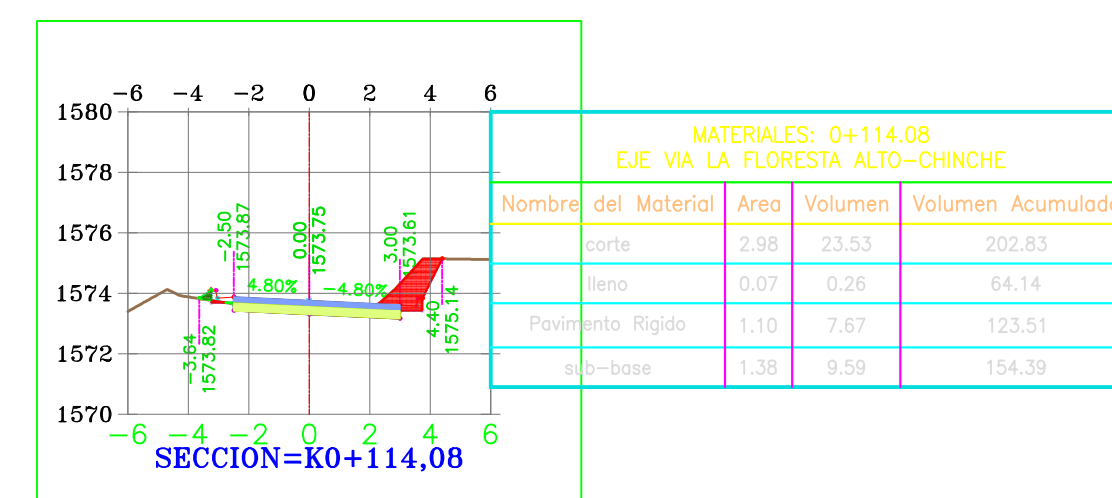 -6 -4 -2 0 2 4 6
1580
1578
1576
1574
1572
1570
-2.50
1573.87
0.00
1573.75
3.00
1573.61
4.80%
-4.80%
-3.64
1573.82
4.40
1575.14
-6 -4 -2 0 2 4 6
SECCION=K0+114,08
MATERIALES: 0+114.08
EJE VIA LA FLORESTA ALTO-CHINCHE
Nombre del Material Area Volumen Volumen Acumulado
corte 2.98 23.53 202.83
lleno 0.07 0.26 64.14
Pavimento Rigido 1.10 7.67 123.51
sub-base 1.38 9.59 154.39